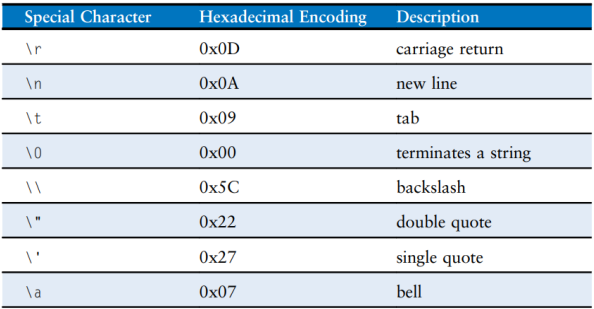 Special Character Hexadecimal Encoding Description
\r 0x0D carriage return
\n 0x0A new line
\t 0x09 tab
\0 0x00 terminates a string
\\ 0x5C backslash
\" 0x22 double quote
\' 0x27 single quote
\a 0x07 bell